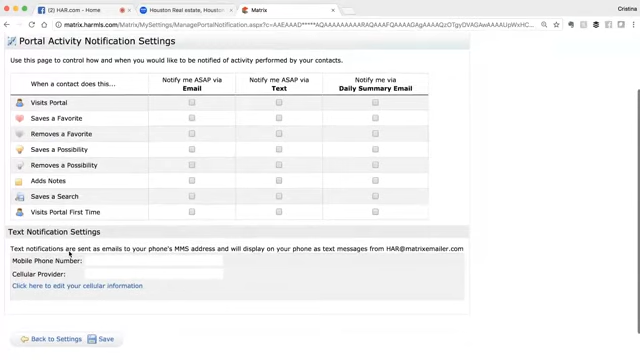 (2) HAR.com - Home
Houston Real estate, Houston
Matrix
Cristina
matrix.harmls.com/Matrix/MySettings/ManagePortalNotification.aspx
Portal Activity Notification Settings
Use this page to control how and when you would like to be notified of activity performed by your contacts.
When a contact does this...
Notify me ASAP via
Email
Notify me ASAP via
Text
Notify me via
Daily Summary Email
Visits Portal
Saves a Favorite
Removes a Favorite
Saves a Possibility
Removes a Possibility
Adds Notes
Saves a Search
Visits Portal First Time
Text Notification Settings
Text notifications are sent as emails to your phone's MMS address and will display on your phone as text messages from HAR@matrixemailer.com
Mobile Phone Number:
Cellular Provider:
Click here to edit your cellular information
Back to Settings
Save